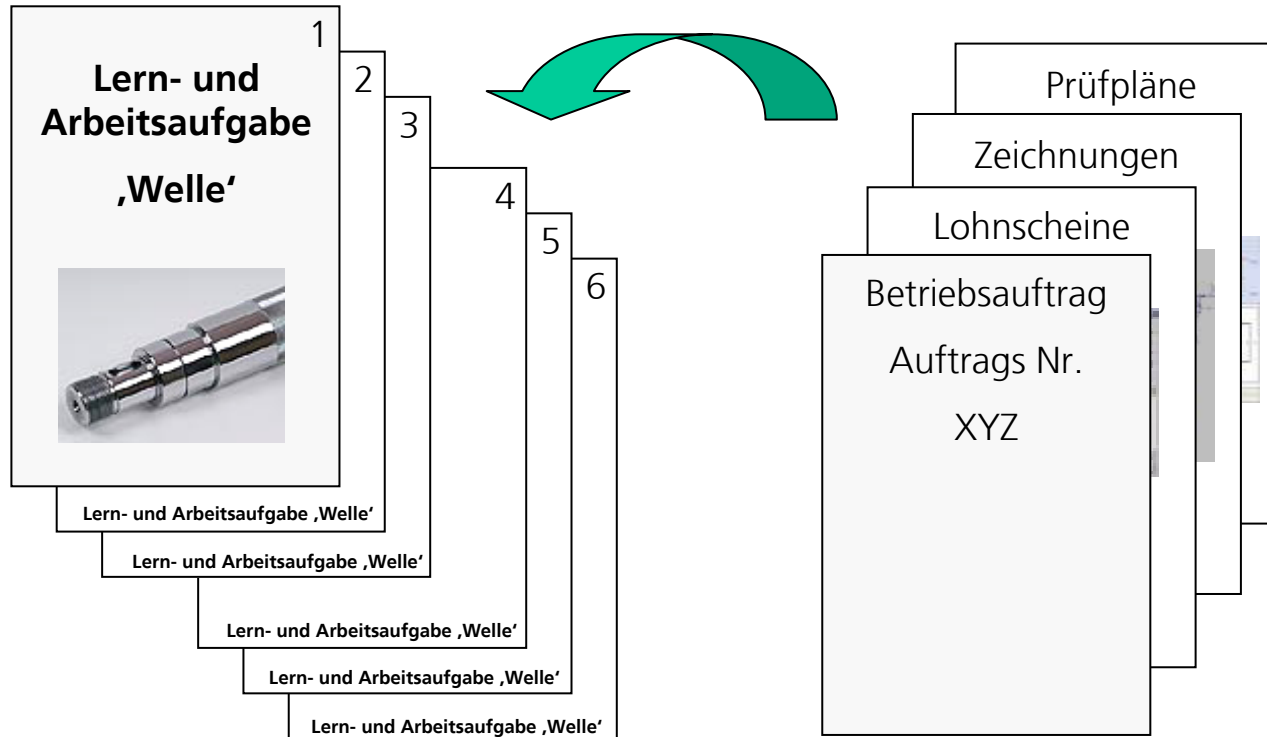 1
Lern- und
Arbeitsaufgabe
‚Welle‘
2
3
4
5
6
Lern- und Arbeitsaufgabe ‚Welle‘
Lern- und Arbeitsaufgabe ‚Welle‘
Lern- und Arbeitsaufgabe ‚Welle‘
Lern- und Arbeitsaufgabe ‚Welle‘
Lern- und Arbeitsaufgabe ‚Welle‘
Prüfpläne
Zeichnungen
Lohnscheine
Betriebsauftrag
Auftrags Nr.
XYZ